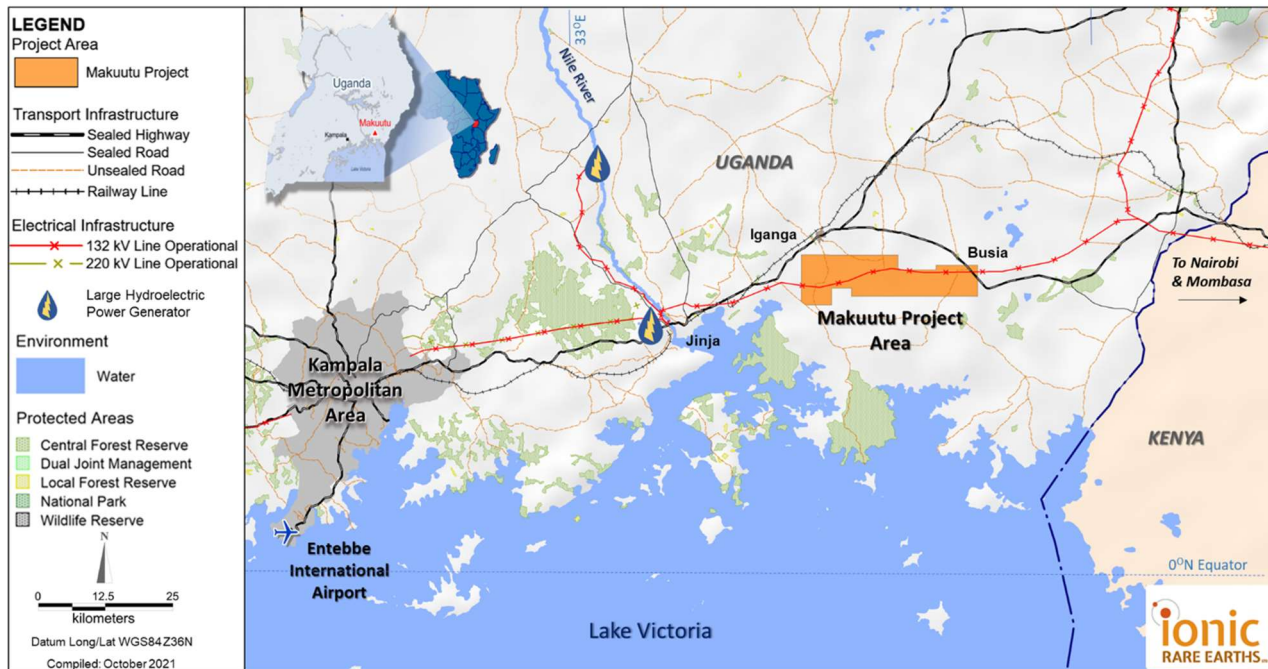 LEGEND
Project Area
Makuutu Project
Transport Infrastructure
Sealed Highway
Sealed Road
Unsealed Road
Railway Line
Electrical Infrastructure
132 kV Line Operational
220 kV Line Operational
Large Hydroelectric
Power Generator
Environment
Water
Protected Areas
Central Forest Reserve
Dual Joint Management
Local Forest Reserve
National Park
Wildlife Reserve
N
0 12.5 25
kilometers
Datum Long/Lat WGS84Z36N
Compiled: October 2021
Uganda
Makuutu
Kampala
Lake Victoria
33°E
Nile River
UGANDA
Iganga
Busia
To Nairobi
& Mombasa
Makuutu Project
Area
Jinja
Kampala
Metropolitan
Area
KENYA
Entebbe
International
Airport
0°N Equator
Lake Victoria
ionic
RARE EARTHS